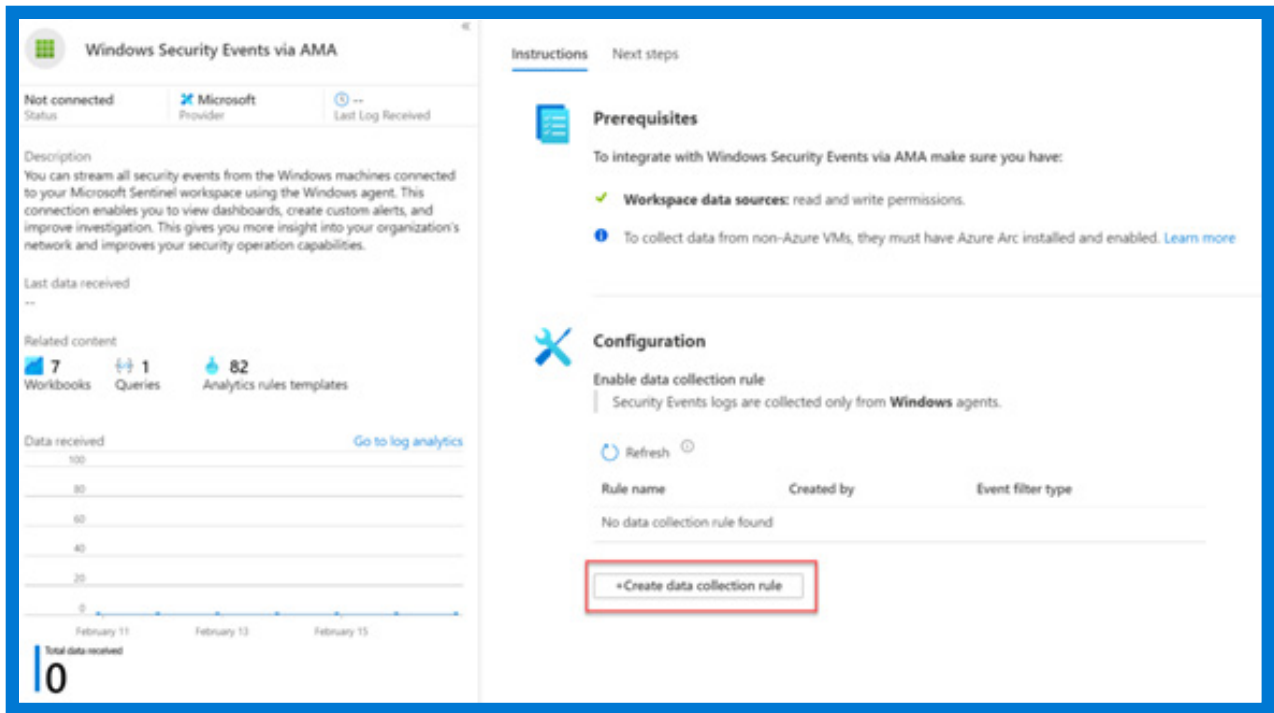 «
Windows Security Events via AMA
Not connected
Status
Microsoft
Provider
--
Last Log Received
Description
You can stream all security events from the Windows machines connected
to your Microsoft Sentinel workspace using the Windows agent. This
connection enables you to view dashboards, create custom alerts, and
improve investigation. This gives you more insight into your organization's
network and improves your security operation capabilities.
Last data received
--
Related content
7
Workbooks
1
Queries
82
Analytics rules templates
Data received
Go to log analytics
100
80
60
40
20
0
February 11
February 13
February 15
Total data received
0
Instructions
Next steps
Prerequisites
To integrate with Windows Security Events via AMA make sure you have:
Workspace data sources: read and write permissions.
To collect data from non-Azure VMs, they must have Azure Arc installed and enabled. Learn more
Configuration
Enable data collection rule
Security Events logs are collected only from Windows agents.
Refresh
Rule name
Created by
Event filter type
No data collection rule found
+Create data collection rule